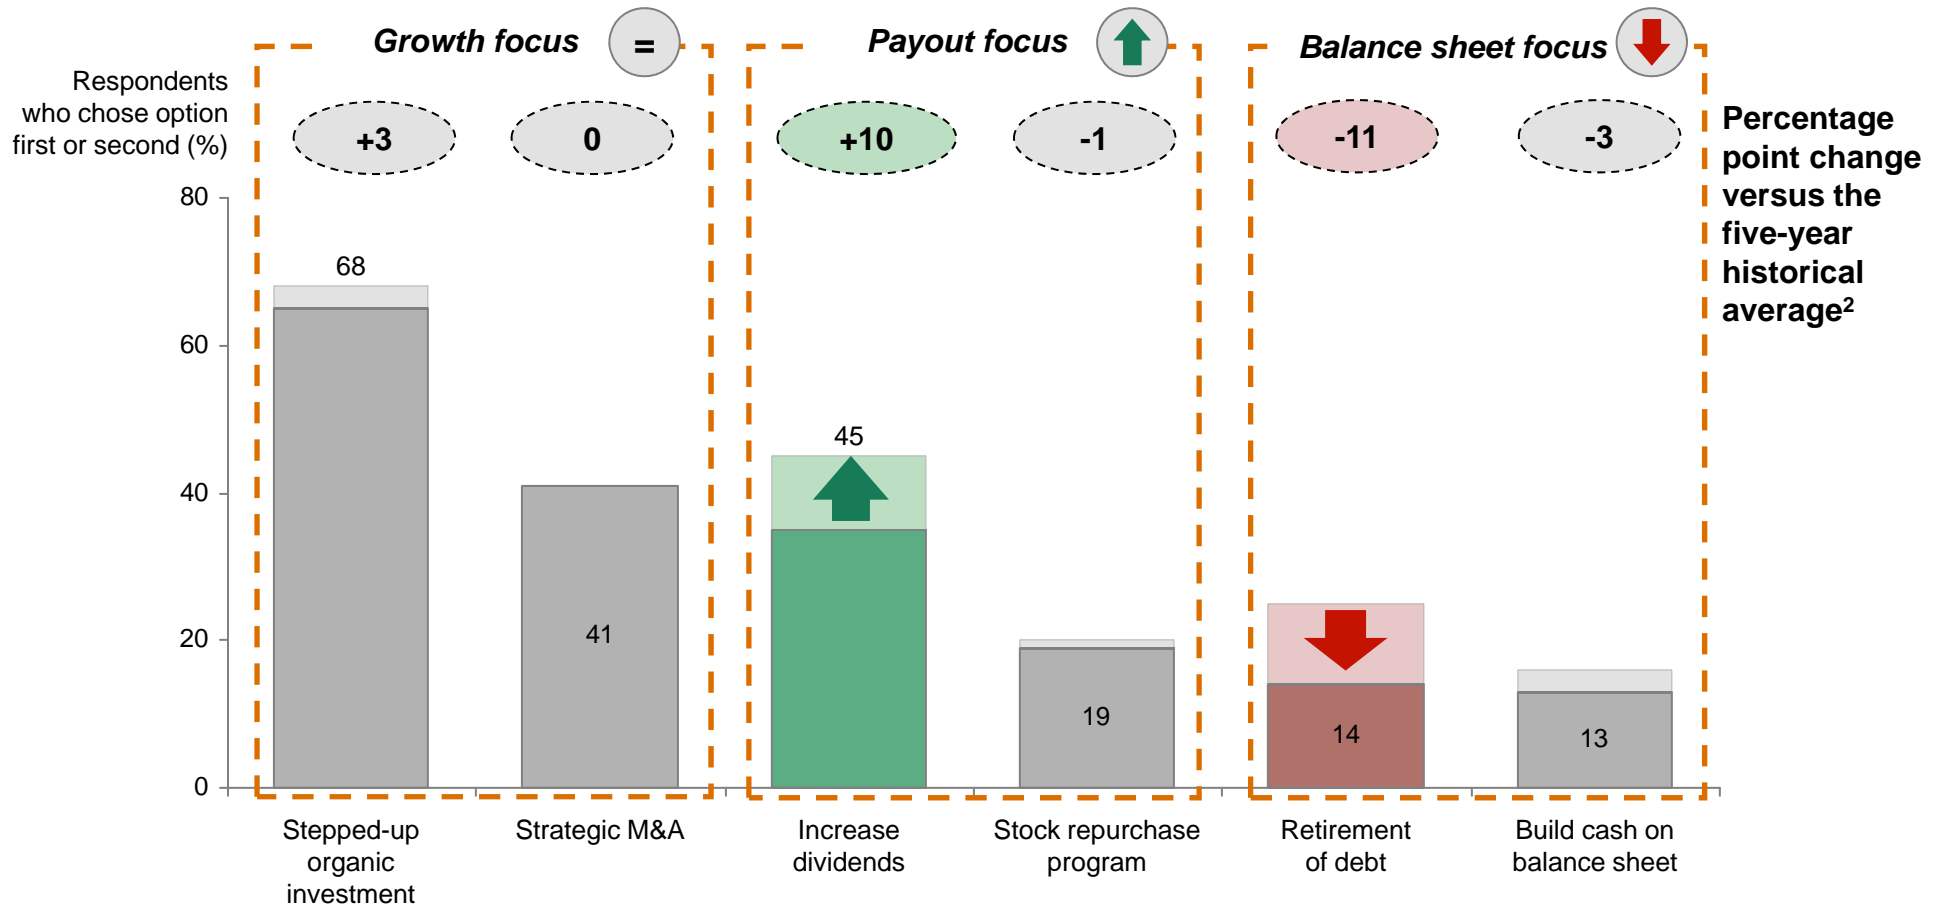 Growth focus =
Payout focus
Balance sheet focus
Respondents
who chose option
first or second (%)
+3
0
+10
-1
-11
-3
Percentage
point change
versus the
five-year
historical
average²
80
60
40
20
0
68
41
45
19
14
13
Stepped-up
organic
investment
Strategic M&A
Increase
dividends
Stock repurchase
program
Retirement
of debt
Build cash on
balance sheet